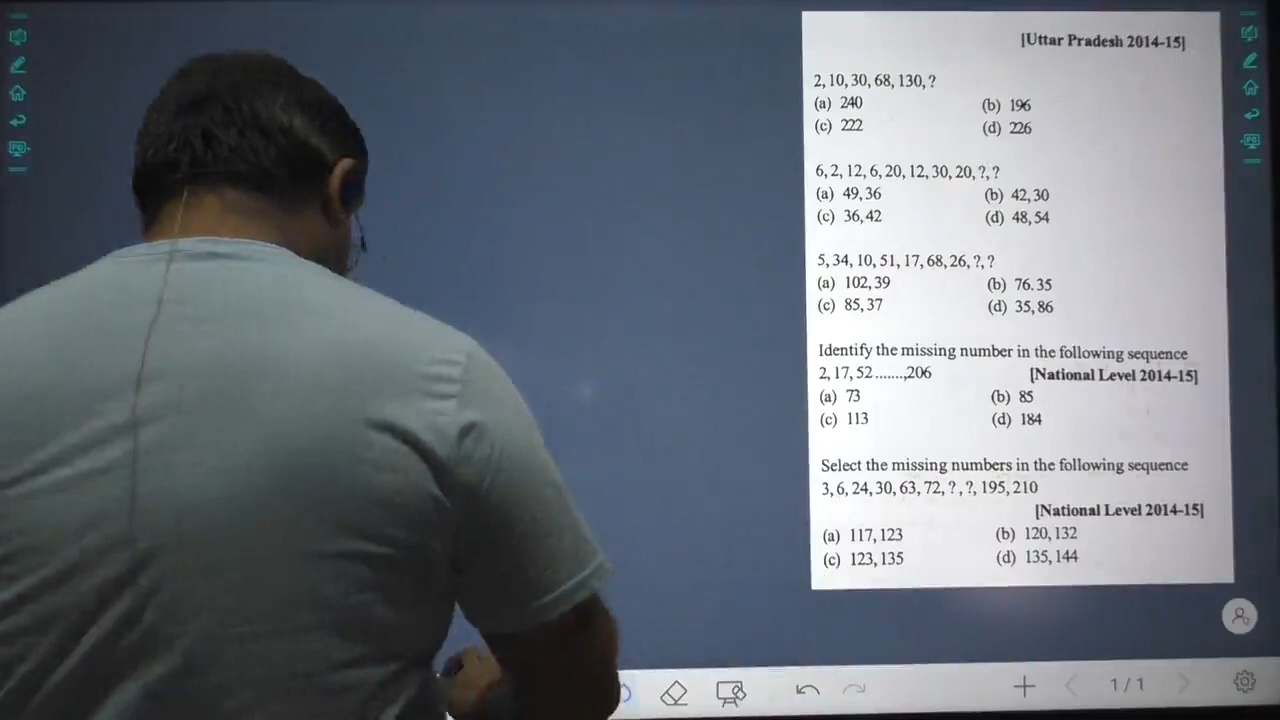 [Uttar Pradesh 2014-15]
2, 10, 30, 68, 130, ?
(a) 240 (b) 196
(c) 222 (d) 226
6, 2, 12, 6, 20, 12, 30, 20, ?, ?
(a) 49, 36 (b) 42, 30
(c) 36, 42 (d) 48, 54
5, 34, 10, 51, 17, 68, 26, ?, ?
(a) 102, 39 (b) 76. 35
(c) 85, 37 (d) 35, 86
Identify the missing number in the following sequence
2, 17, 52 ......., 206 [National Level 2014-15]
(a) 73 (b) 85
(c) 113 (d) 184
Select the missing numbers in the following sequence
3, 6, 24, 30, 63, 72, ? , ?, 195, 210
[National Level 2014-15]
(a) 117, 123 (b) 120, 132
(c) 123, 135 (d) 135, 144
1/1